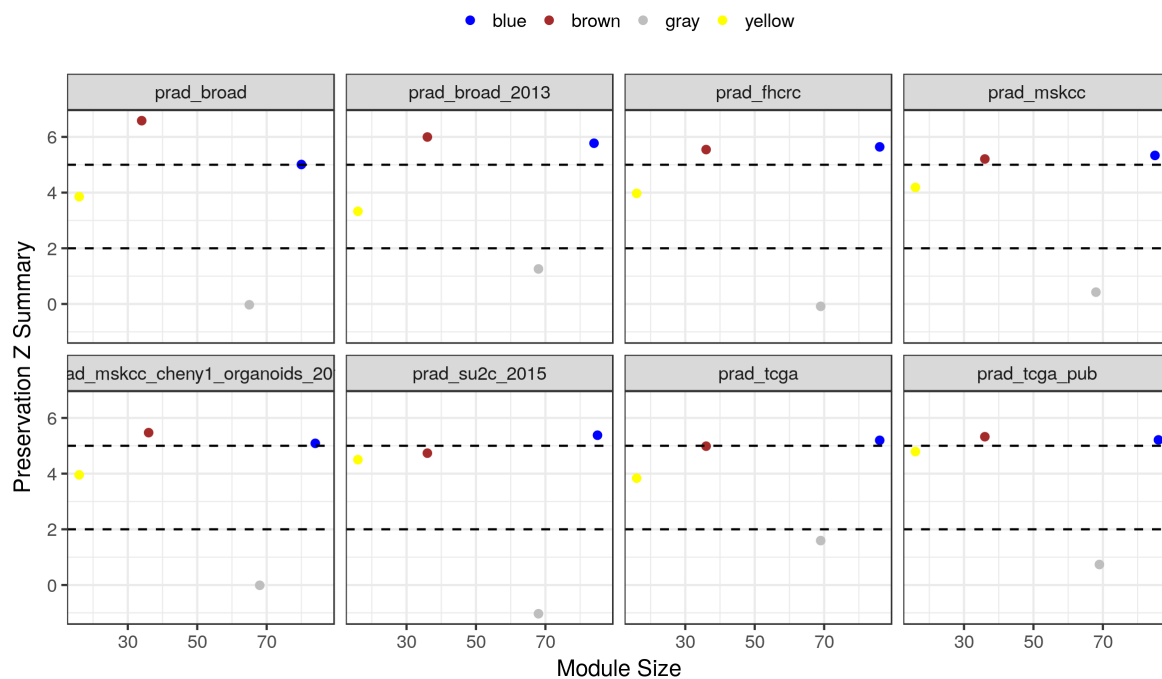 blue brown gray yellow
prad_broad prad_broad_2013 prad_fhcrc prad_mskcc
6
4
2
0
ad_mskcc_cheny1_organoids_20 prad_su2c_2015 prad_tcga prad_tcga_pub
6
4
2
0
30 50 70 30 50 70 30 50 70 30 50 70
Module Size
Preservation Z Summary